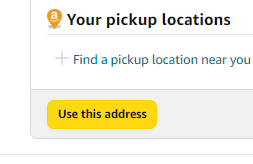 Your pickup locations
Find a pickup location near you
Use this address